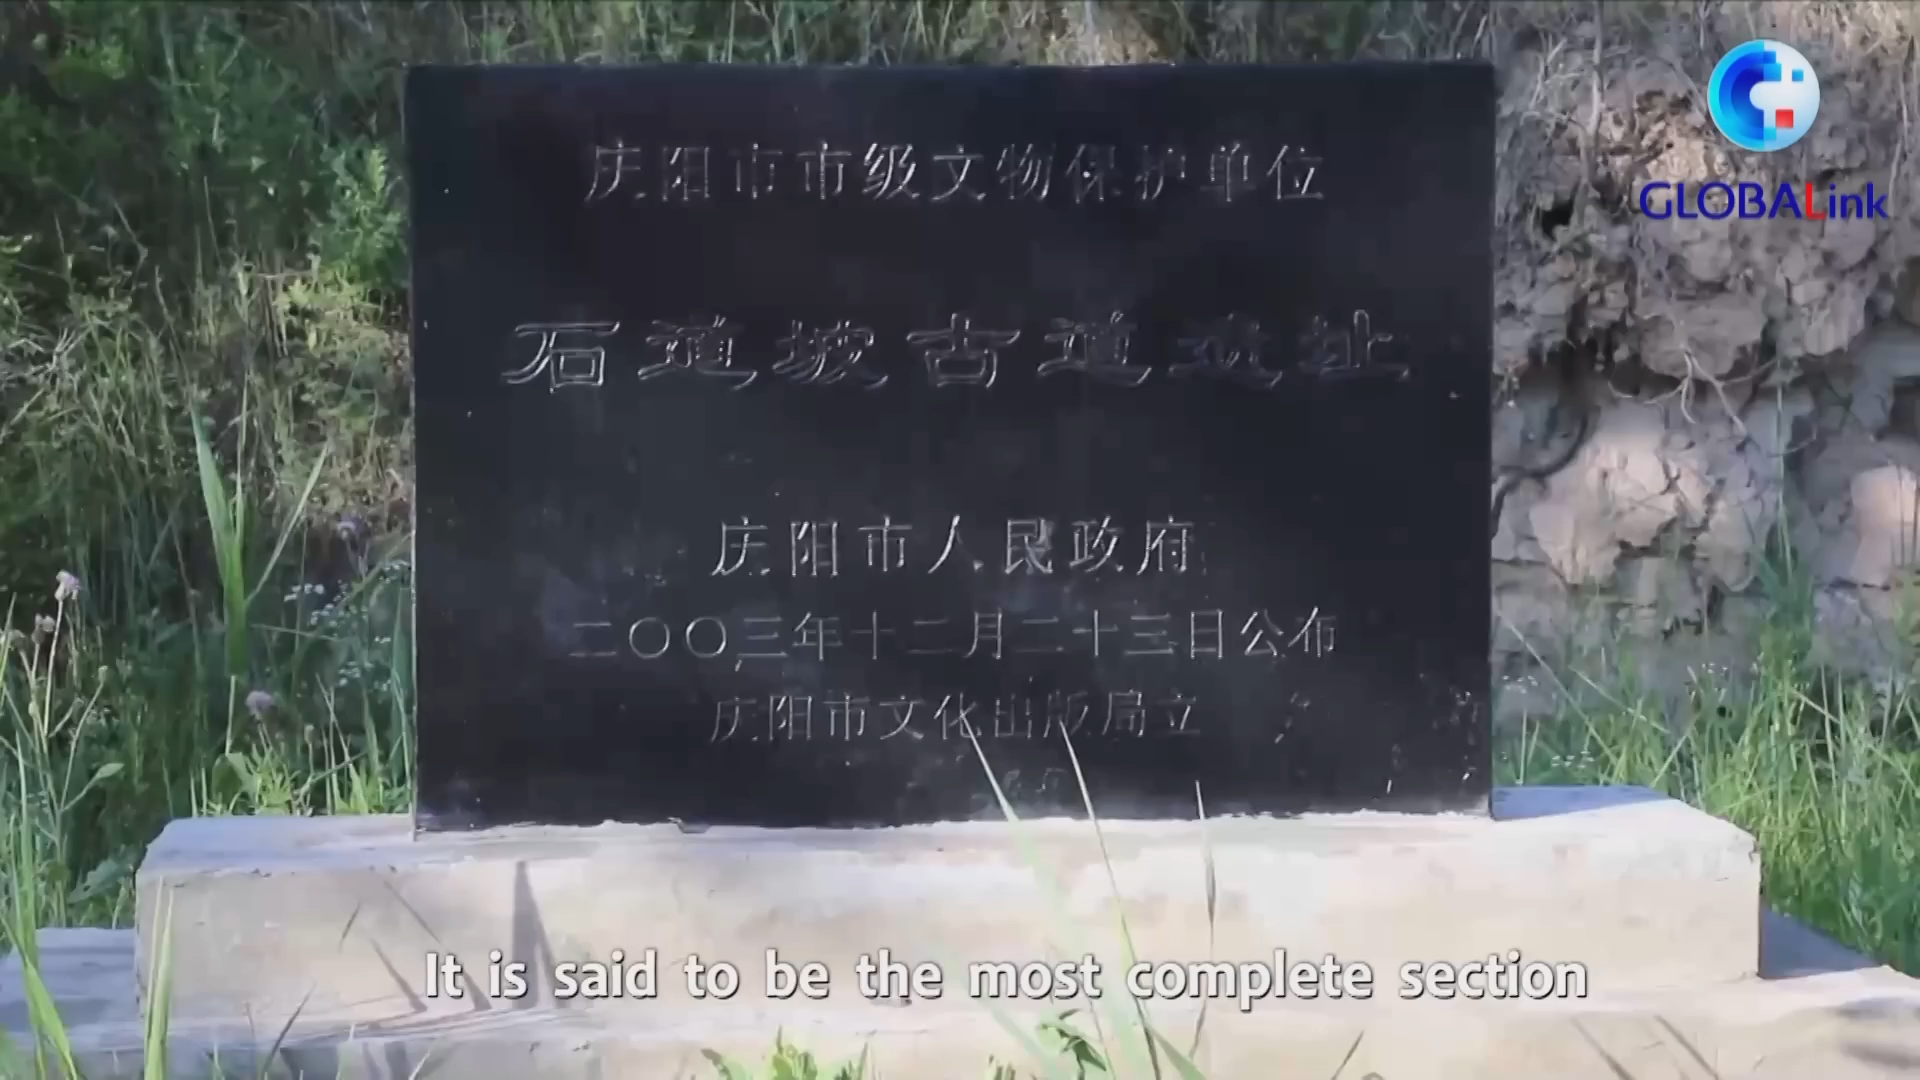 GLOBALink
庆阳市市级文物保护单位
石道坡古道遗址
庆阳市人民政府
二〇〇三年十二月二十三日公布
庆阳市文化出版局立
It is said to be the most complete section